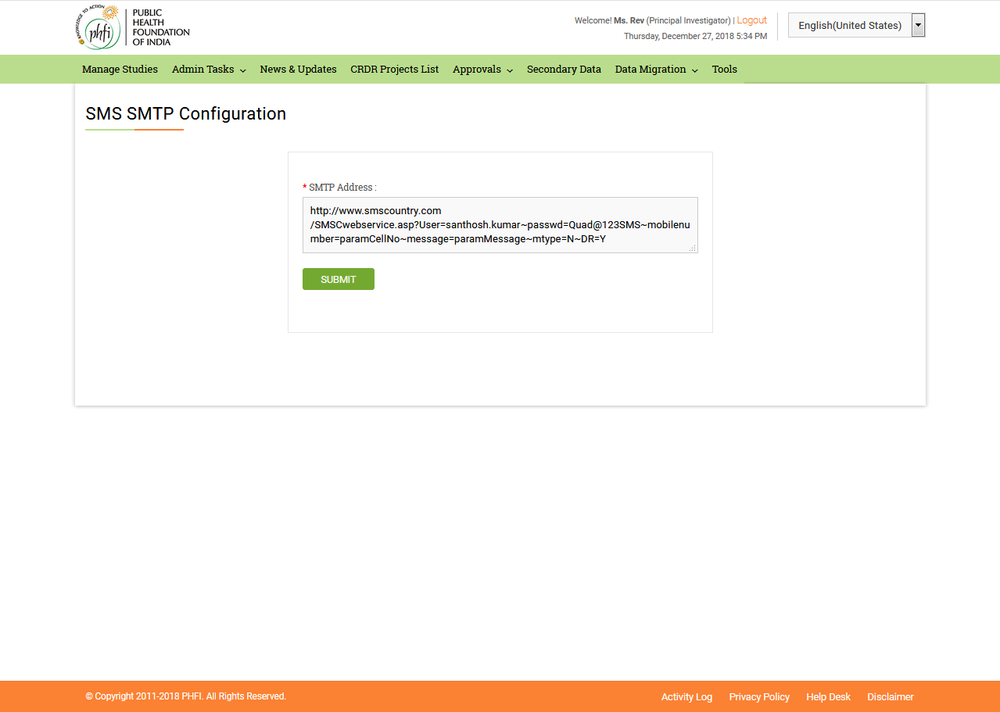 KNOWLEDGE TO ACTION
phfi
PUBLIC
HEALTH
FOUNDATION
OF INDIA
Welcome! Ms. Rev (Principal Investigator) | Logout
Thursday, December 27, 2018 5:34 PM
English(United States)
Manage Studies Admin Tasks News & Updates CRDR Projects List Approvals Secondary Data Data Migration Tools
SMS SMTP Configuration
* SMTP Address :
http://www.smscountry.com
/SMSCwebservice.asp?User=santhosh.kumar~passwd=Quad@123SMS~mobilenu
mber=paramCellNo~message=paramMessage~mtype=N~DR=Y
SUBMIT
© Copyright 2011-2018 PHFI. All Rights Reserved.
Activity Log Privacy Policy Help Desk Disclaimer